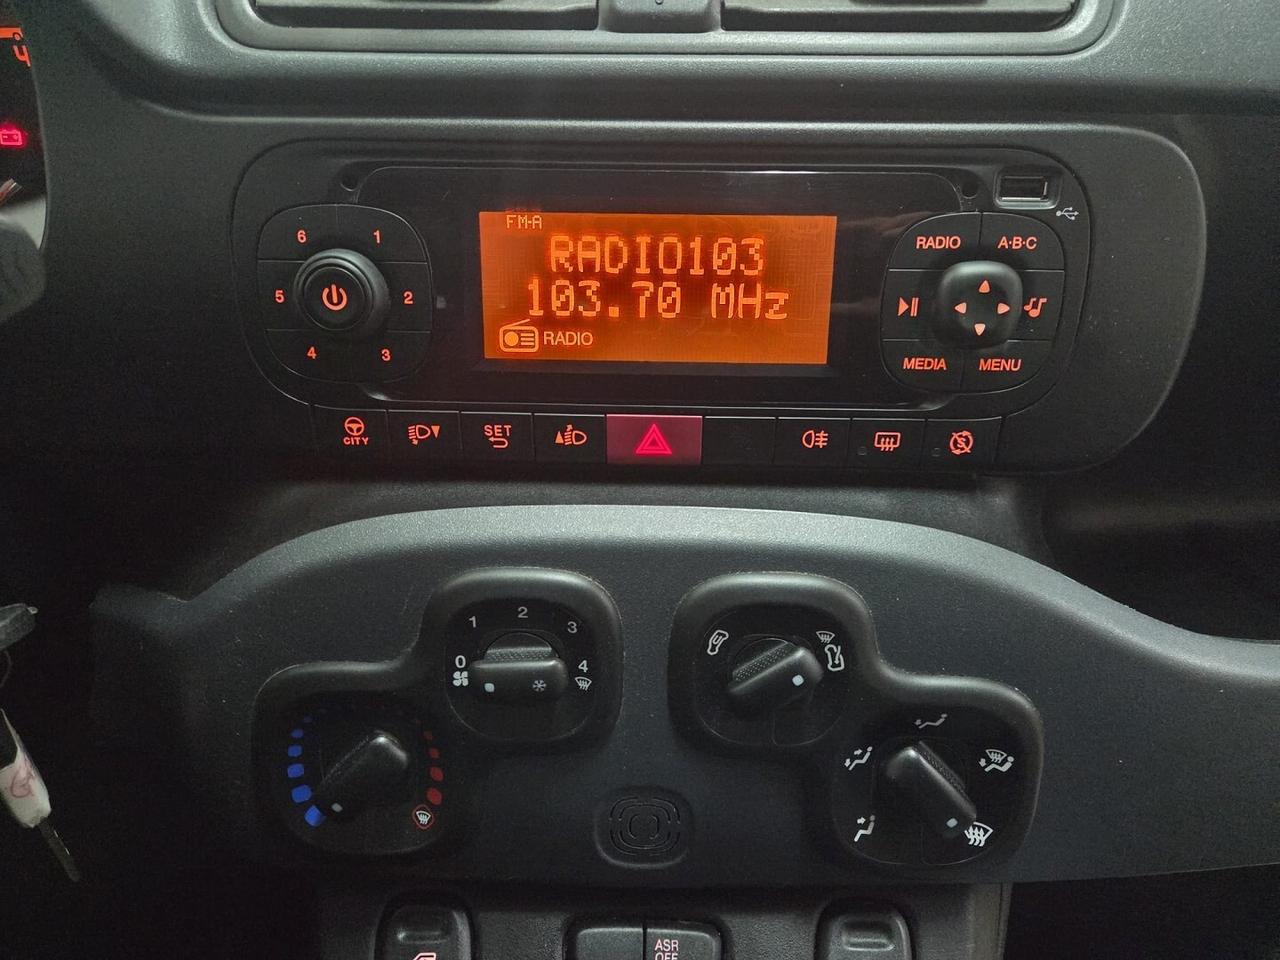 4
FM-A
RADIO103
103.70 MHz
RADIO
6 1
5 2
4 3
RADIO A·B·C
MEDIA MENU
CITY
SET
0 1 2 3 4
ASR
OFF